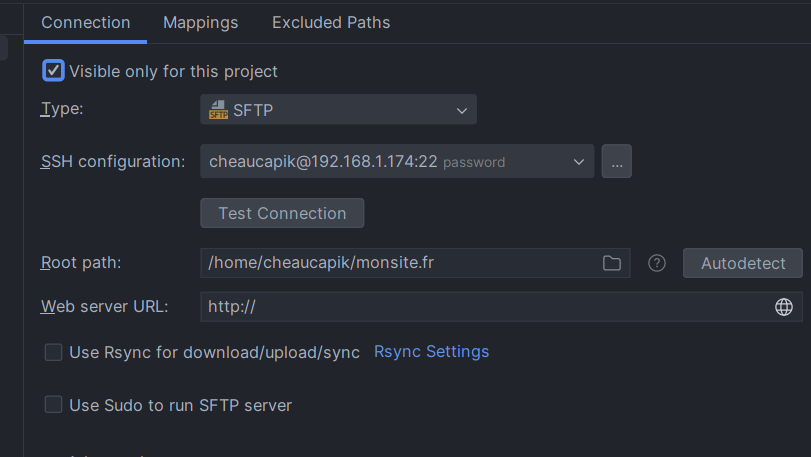 Connection Mappings Excluded Paths
Visible only for this project
Type: SFTP SFTP
SSH configuration: cheaucapik@192.168.1.174:22 password ...
Test Connection
Root path: /home/cheaucapik/monsite.fr ? Autodetect
Web server URL: http://
Use Rsync for download/upload/sync Rsync Settings
Use Sudo to run SFTP server